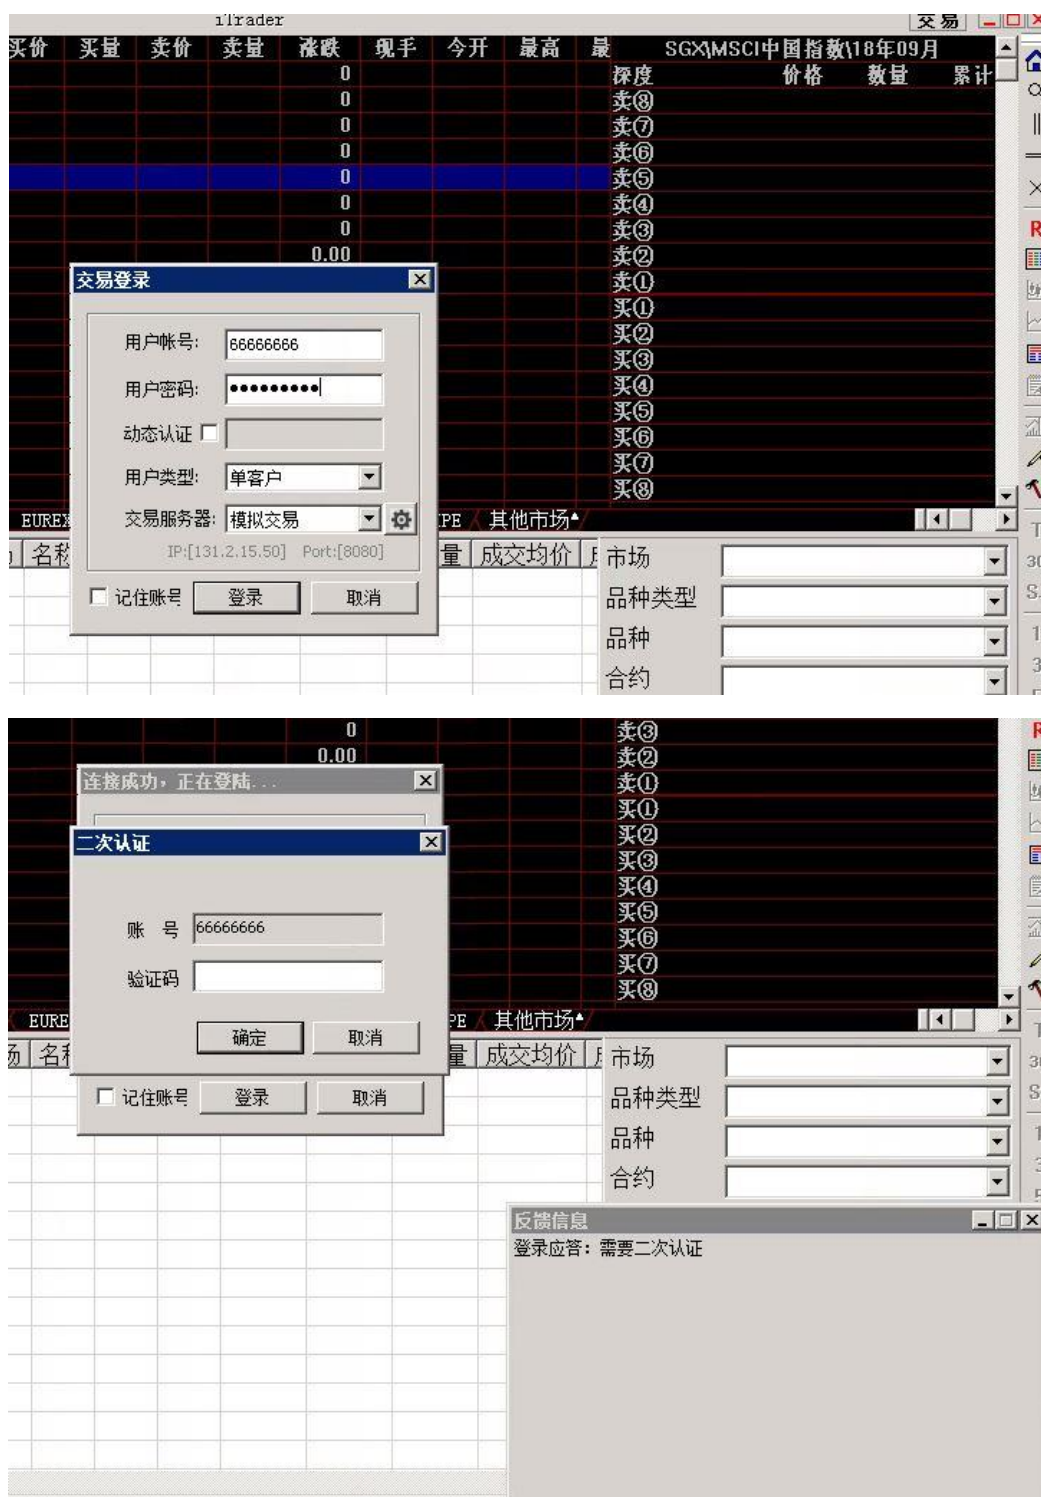 iTrader 交易
买价 买量 卖价 卖量 涨跌 现手 今开 最高 最 SGX\MSCI中国指数\18年09月
0 深度 价格 数量 累计
0 卖⑧
0 卖⑦
0 卖⑥
0 卖⑤
0 卖④
0 卖③
0.00 卖②
交易登录 卖①
买①
用户帐号: 66666666 买②
买③
用户密码: ●●●●●●●●● 买④
买⑤
动态认证 买⑥
用户类型: 单客户 买⑦
买⑧
EUREX 交易服务器: 模拟交易 IPE 其他市场
名称 IP:[131.2.15.50] Port:[8080] 量 成交均价 市场
记住账号 登录 取消 品种类型
品种
合约
0 卖③
0.00 卖②
连接成功，正在登陆... 卖①
买①
二次认证 买②
买③
买④
账 号 66666666 买⑤
买⑥
验证码 买⑦
买⑧
EURE 确定 取消 PE 其他市场
名称 量 成交均价 市场
记住账号 登录 取消 品种类型
品种
合约
反馈信息
登录应答：需要二次认证